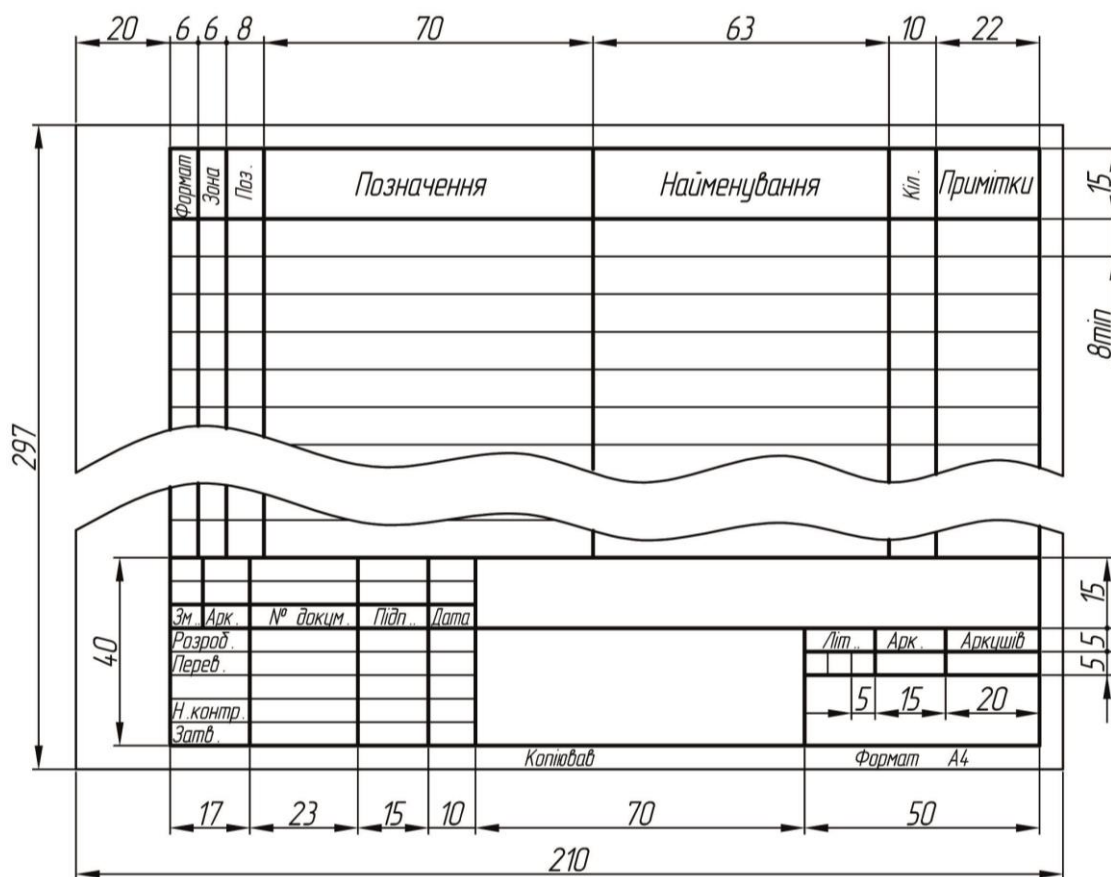 20 6 6 8 70 63 10 22
Формат Зона Поз. Позначення Найменування Кіл. Примітки
15
8min
297
15
Зм.. Арк. № докум. Підп.. Дата
40
Розроб. Літ.. Арк. Аркушів 5
Перев. 5
5 15 20
Н.контр.
Затв.
Копіював Формат А4
17 23 15 10 70 50
210